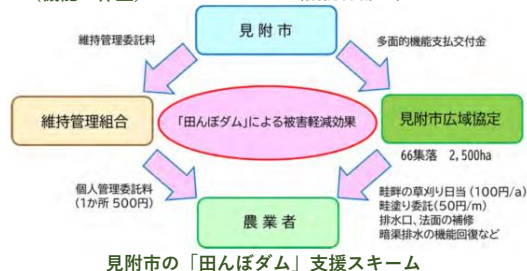 見附市
維持管理委託料
多面的機能支払交付金
維持管理組合
「田んぼダム」による被害軽減効果
見附市広域協定
66集落 2,500ha
個人管理委託料
(1か所 500円)
農業者
畦畔の草刈り日当(100円/a)
畦塗り委託(50円/m)
排水口、法面の補修
暗渠排水の機能回復など
見附市の「田んぼダム」支援スキーム